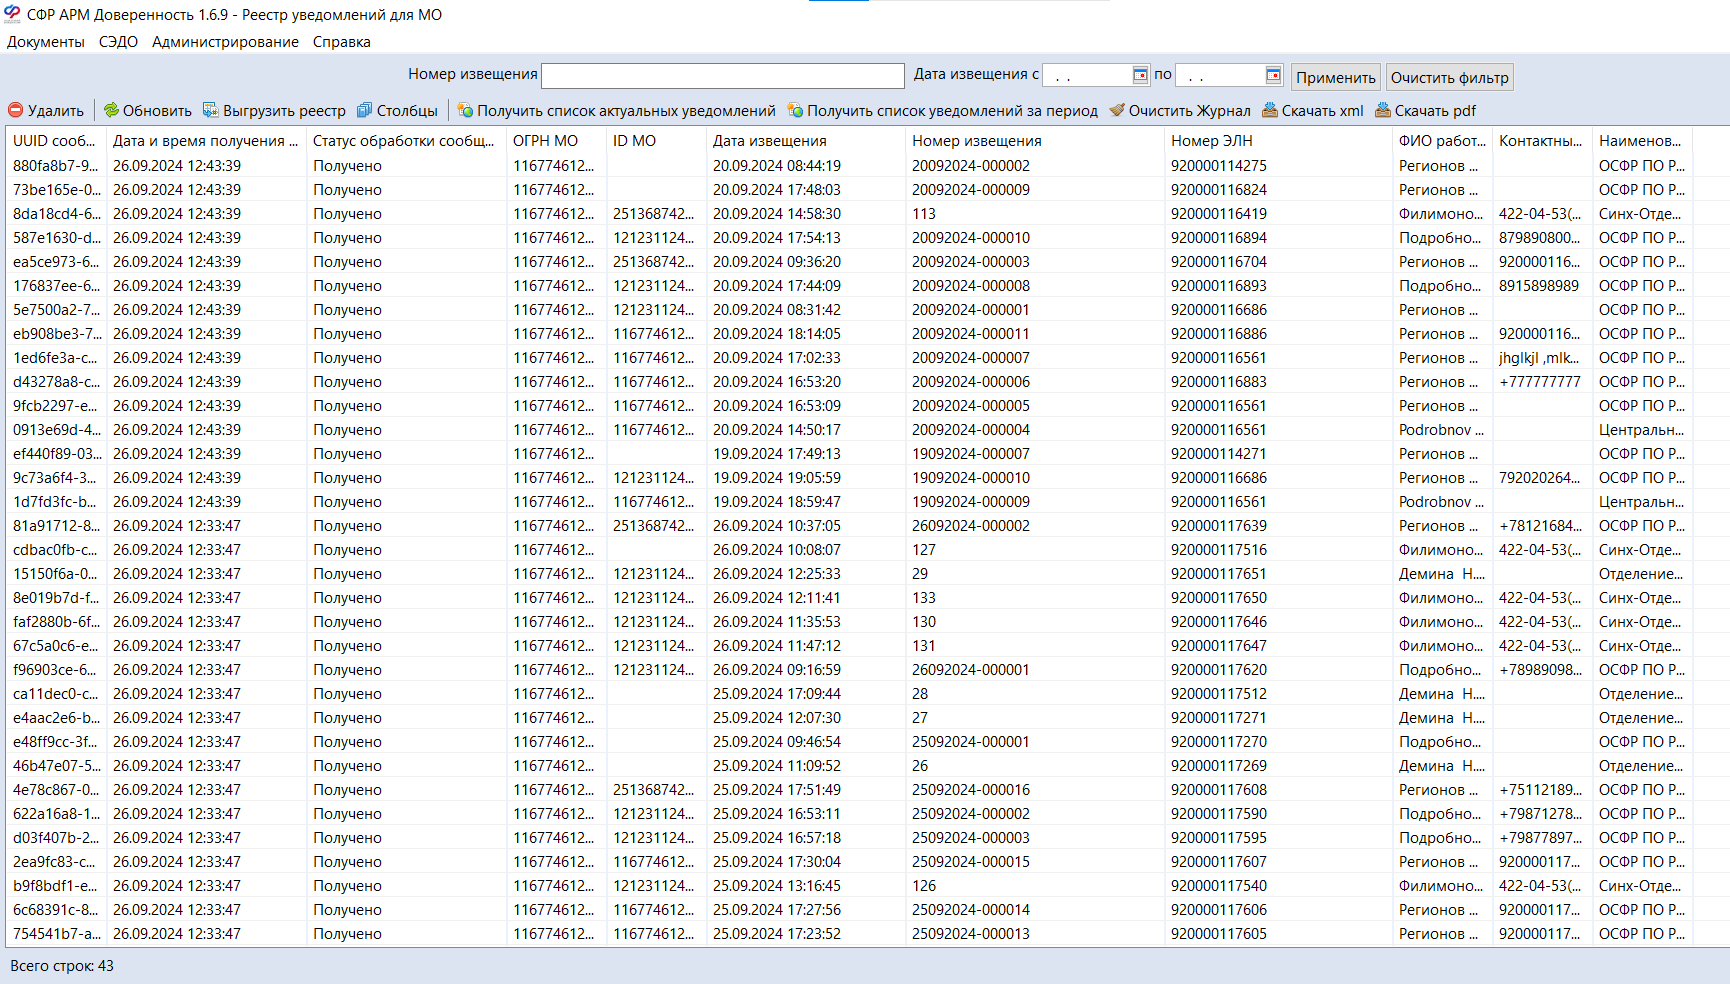 СФР АРМ Доверенность 1.6.9 - Реестр уведомлений для МО
Документы СЭДО Администрирование Справка
Номер извещения Дата извещения с . . по . . Применить Очистить фильтр
Удалить Обновить Выгрузить реестр Столбцы Получить список актуальных уведомлений Получить список уведомлений за период Очистить Журнал Скачать xml Скачать pdf
UUID сооб... Дата и время получения ... Статус обработки сообщ... ОГРН МО ID МО Дата извещения Номер извещения Номер ЭЛН ФИО работ... Контактны... Наименов...
880fa8b7-9... 26.09.2024 12:43:39 Получено 116774612... 20.09.2024 08:44:19 20092024-000002 920000114275 Регионов ... ОСФР ПО Р...
73be165e-0... 26.09.2024 12:43:39 Получено 116774612... 20.09.2024 17:48:03 20092024-000009 920000116824 Регионов ... ОСФР ПО Р...
8da18cd4-6... 26.09.2024 12:43:39 Получено 116774612... 251368742... 20.09.2024 14:58:30 113 920000116419 Филимоно... 422-04-53(... Синх-Отде...
587e1630-d... 26.09.2024 12:43:39 Получено 116774612... 121231124... 20.09.2024 17:54:13 20092024-000010 920000116894 Подробно... 879890800... ОСФР ПО Р...
ea5ce973-6... 26.09.2024 12:43:39 Получено 116774612... 251368742... 20.09.2024 09:36:20 20092024-000003 920000116704 Регионов ... 920000116... ОСФР ПО Р...
176837ee-6... 26.09.2024 12:43:39 Получено 116774612... 121231124... 20.09.2024 17:44:09 20092024-000008 920000116893 Подробно... 8915898989 ОСФР ПО Р...
5e7500a2-7... 26.09.2024 12:43:39 Получено 116774612... 121231124... 20.09.2024 08:31:42 20092024-000001 920000116686 Регионов ... ОСФР ПО Р...
eb908be3-7... 26.09.2024 12:43:39 Получено 116774612... 116774612... 20.09.2024 18:14:05 20092024-000011 920000116886 Регионов ... 920000116... ОСФР ПО Р...
1ed6fe3a-c... 26.09.2024 12:43:39 Получено 116774612... 116774612... 20.09.2024 17:02:33 20092024-000007 920000116561 Регионов ... jhglkjl ,mlk... ОСФР ПО Р...
d43278a8-c... 26.09.2024 12:43:39 Получено 116774612... 116774612... 20.09.2024 16:53:20 20092024-000006 920000116883 Регионов ... +777777777 ОСФР ПО Р...
9fcb2297-e... 26.09.2024 12:43:39 Получено 116774612... 116774612... 20.09.2024 16:53:09 20092024-000005 920000116561 Регионов ... ОСФР ПО Р...
0913e69d-4... 26.09.2024 12:43:39 Получено 116774612... 116774612... 20.09.2024 14:50:17 20092024-000004 920000116561 Podrobnov ... Центральн...
ef440f89-03... 26.09.2024 12:43:39 Получено 116774612... 19.09.2024 17:49:13 19092024-000007 920000114271 Регионов ... ОСФР ПО Р...
9c73a6f4-3... 26.09.2024 12:43:39 Получено 116774612... 121231124... 19.09.2024 19:05:59 19092024-000010 920000116686 Регионов ... 792020264... ОСФР ПО Р...
1d7fd3fc-b... 26.09.2024 12:43:39 Получено 116774612... 116774612... 19.09.2024 18:59:47 19092024-000009 920000116561 Podrobnov ... Центральн...
81a91712-8... 26.09.2024 12:33:47 Получено 116774612... 251368742... 26.09.2024 10:37:05 26092024-000002 920000117639 Регионов ... +78121684... ОСФР ПО Р...
cdbac0fb-c... 26.09.2024 12:33:47 Получено 116774612... 26.09.2024 10:08:07 127 920000117516 Филимоно... 422-04-53(... Синх-Отде...
15150f6a-0... 26.09.2024 12:33:47 Получено 116774612... 121231124... 26.09.2024 12:25:33 29 920000117651 Демина Н.... Отделение...
8e019b7d-f... 26.09.2024 12:33:47 Получено 116774612... 121231124... 26.09.2024 12:11:41 133 920000117650 Филимоно... 422-04-53(... Синх-Отде...
faf2880b-6f... 26.09.2024 12:33:47 Получено 116774612... 121231124... 26.09.2024 11:35:53 130 920000117646 Филимоно... 422-04-53(... Синх-Отде...
67c5a0c6-e... 26.09.2024 12:33:47 Получено 116774612... 121231124... 26.09.2024 11:47:12 131 920000117647 Филимоно... 422-04-53(... Синх-Отде...
f96903ce-6... 26.09.2024 12:33:47 Получено 116774612... 121231124... 26.09.2024 09:16:59 26092024-000001 920000117620 Подробно... +78989098... ОСФР ПО Р...
ca11dec0-c... 26.09.2024 12:33:47 Получено 116774612... 25.09.2024 17:09:44 28 920000117512 Демина Н.... Отделение...
e4aac2e6-b... 26.09.2024 12:33:47 Получено 116774612... 25.09.2024 12:07:30 27 920000117271 Демина Н.... Отделение...
e48ff9cc-3f... 26.09.2024 12:33:47 Получено 116774612... 25.09.2024 09:46:54 25092024-000001 920000117270 Подробно... ОСФР ПО Р...
46b47e07-5... 26.09.2024 12:33:47 Получено 116774612... 25.09.2024 11:09:52 26 920000117269 Демина Н.... Отделение...
4e78c867-0... 26.09.2024 12:33:47 Получено 116774612... 251368742... 25.09.2024 17:51:49 25092024-000016 920000117608 Регионов ... +75112189... ОСФР ПО Р...
622a16a8-1... 26.09.2024 12:33:47 Получено 116774612... 121231124... 25.09.2024 16:53:11 25092024-000002 920000117590 Подробно... +79871278... ОСФР ПО Р...
d03f407b-2... 26.09.2024 12:33:47 Получено 116774612... 121231124... 25.09.2024 16:57:18 25092024-000003 920000117595 Подробно... +79877897... ОСФР ПО Р...
2ea9fc83-c... 26.09.2024 12:33:47 Получено 116774612... 116774612... 25.09.2024 17:30:04 25092024-000015 920000117607 Регионов ... 920000117... ОСФР ПО Р...
b9f8bdf1-e... 26.09.2024 12:33:47 Получено 116774612... 121231124... 25.09.2024 13:16:45 126 920000117540 Филимоно... 422-04-53(... Синх-Отде...
6c68391c-8... 26.09.2024 12:33:47 Получено 116774612... 116774612... 25.09.2024 17:27:56 25092024-000014 920000117606 Регионов ... 920000117... ОСФР ПО Р...
754541b7-a... 26.09.2024 12:33:47 Получено 116774612... 116774612... 25.09.2024 17:23:52 25092024-000013 920000117605 Регионов ... 920000117... ОСФР ПО Р...
Всего строк: 43